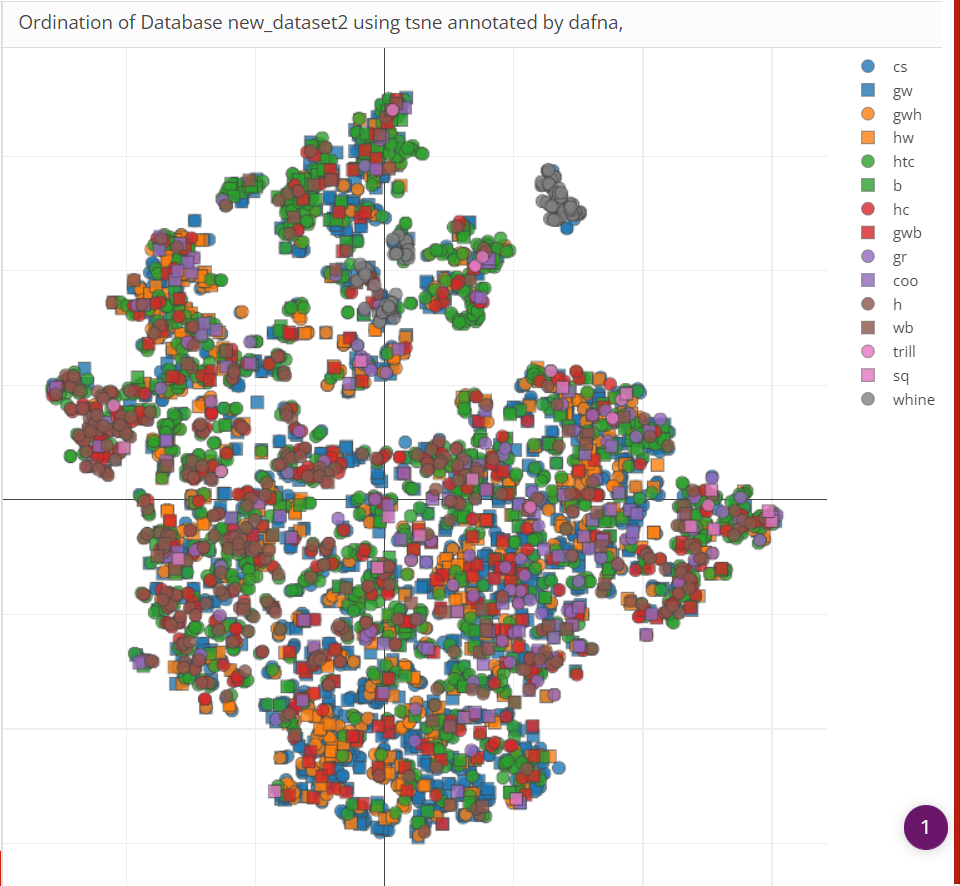 Ordination of Database new_dataset2 using tsne annotated by dafna,
cs
gw
gwh
hw
htc
b
hc
gwb
gr
coo
h
wb
trill
sq
whine
1